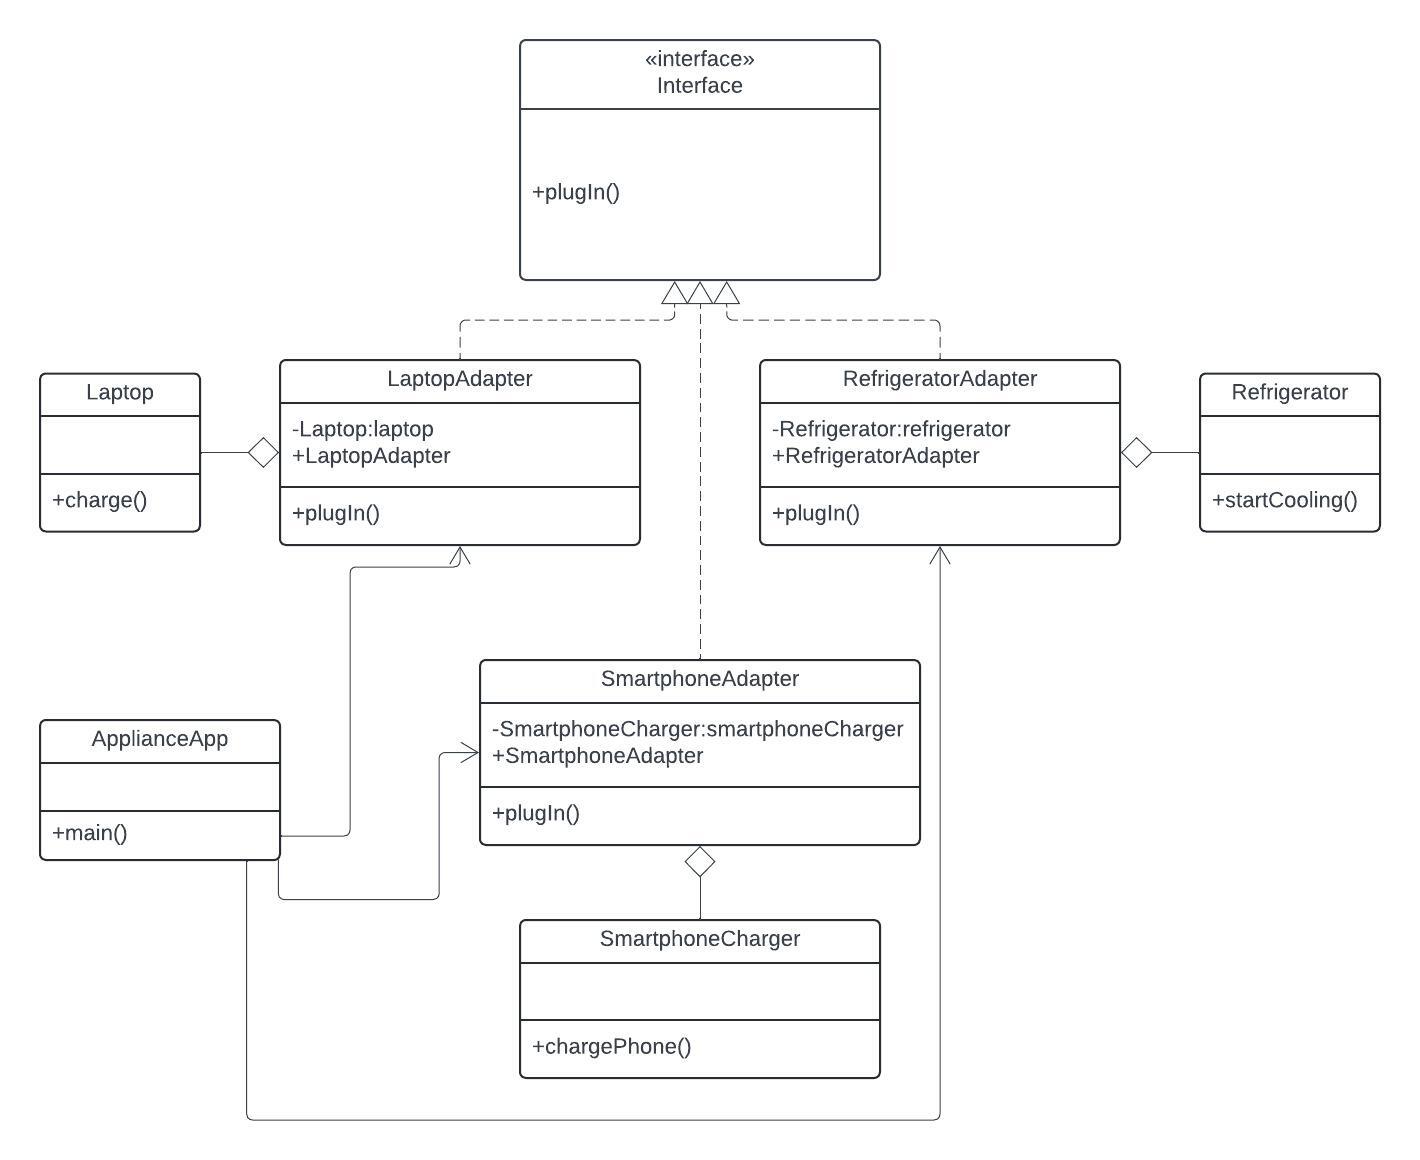 «interface»
Interface
+plugIn()
Laptop
+charge()
LaptopAdapter
-Laptop:laptop
+LaptopAdapter
+plugIn()
RefrigeratorAdapter
-Refrigerator:refrigerator
+RefrigeratorAdapter
+plugIn()
Refrigerator
+startCooling()
ApplianceApp
+main()
SmartphoneAdapter
-SmartphoneCharger:smartphoneCharger
+SmartphoneAdapter
+plugIn()
SmartphoneCharger
+chargePhone()